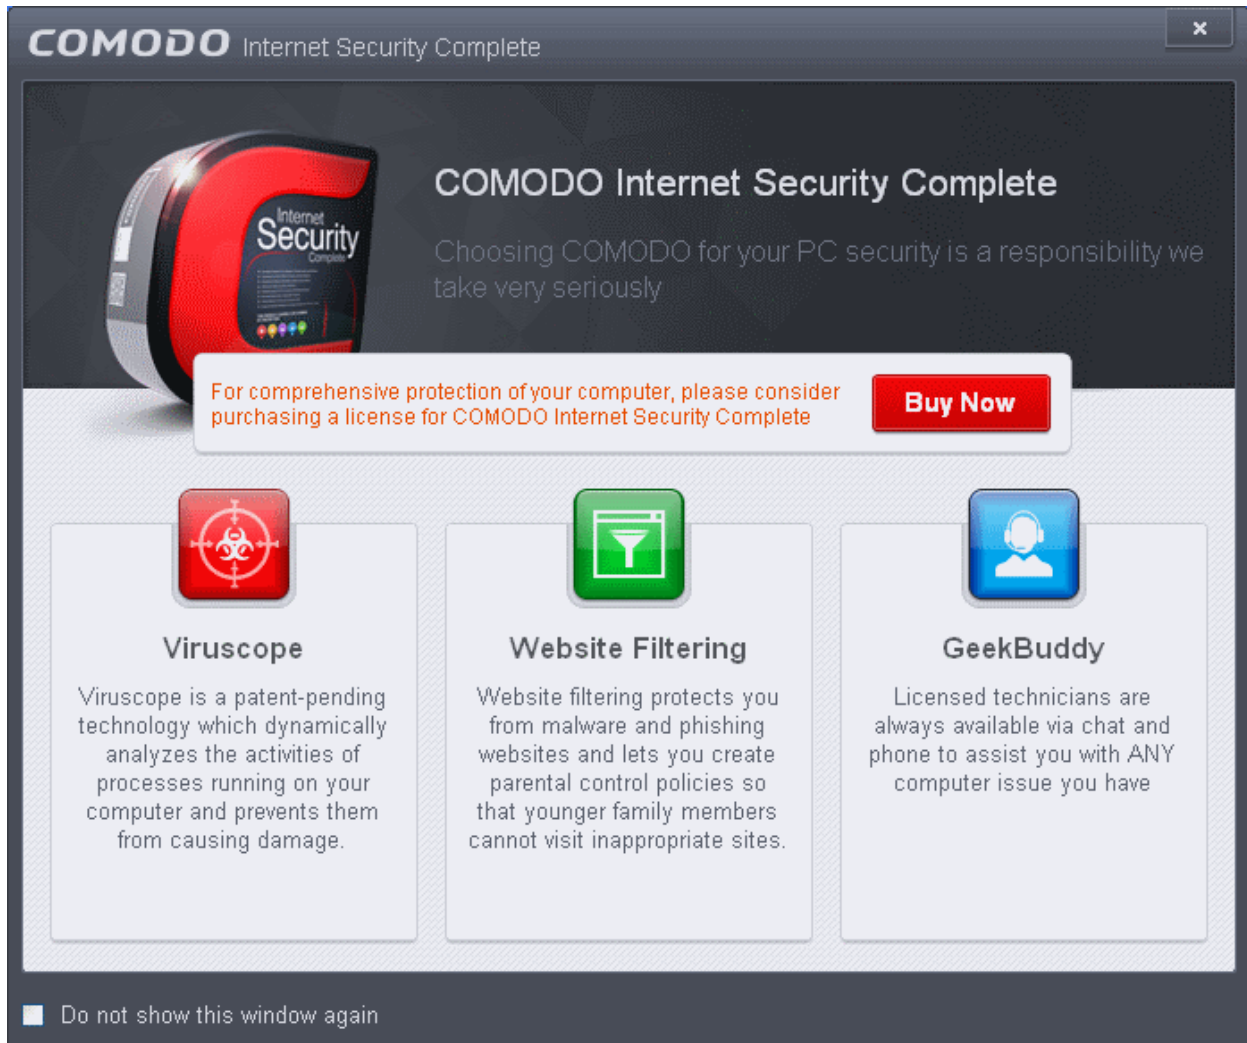 COMODO Internet Security Complete
COMODO Internet Security Complete
Choosing COMODO for your PC security is a responsibility we
take very seriously
Internet
Security
Complete
For comprehensive protection of your computer, please consider
purchasing a license for COMODO Internet Security Complete
Buy Now
Viruscope
Viruscope is a patent-pending
technology which dynamically
analyzes the activities of
processes running on your
computer and prevents them
from causing damage.
Website Filtering
Website filtering protects you
from malware and phishing
websites and lets you create
parental control policies so
that younger family members
cannot visit inappropriate sites.
GeekBuddy
Licensed technicians are
always available via chat and
phone to assist you with ANY
computer issue you have
Do not show this window again